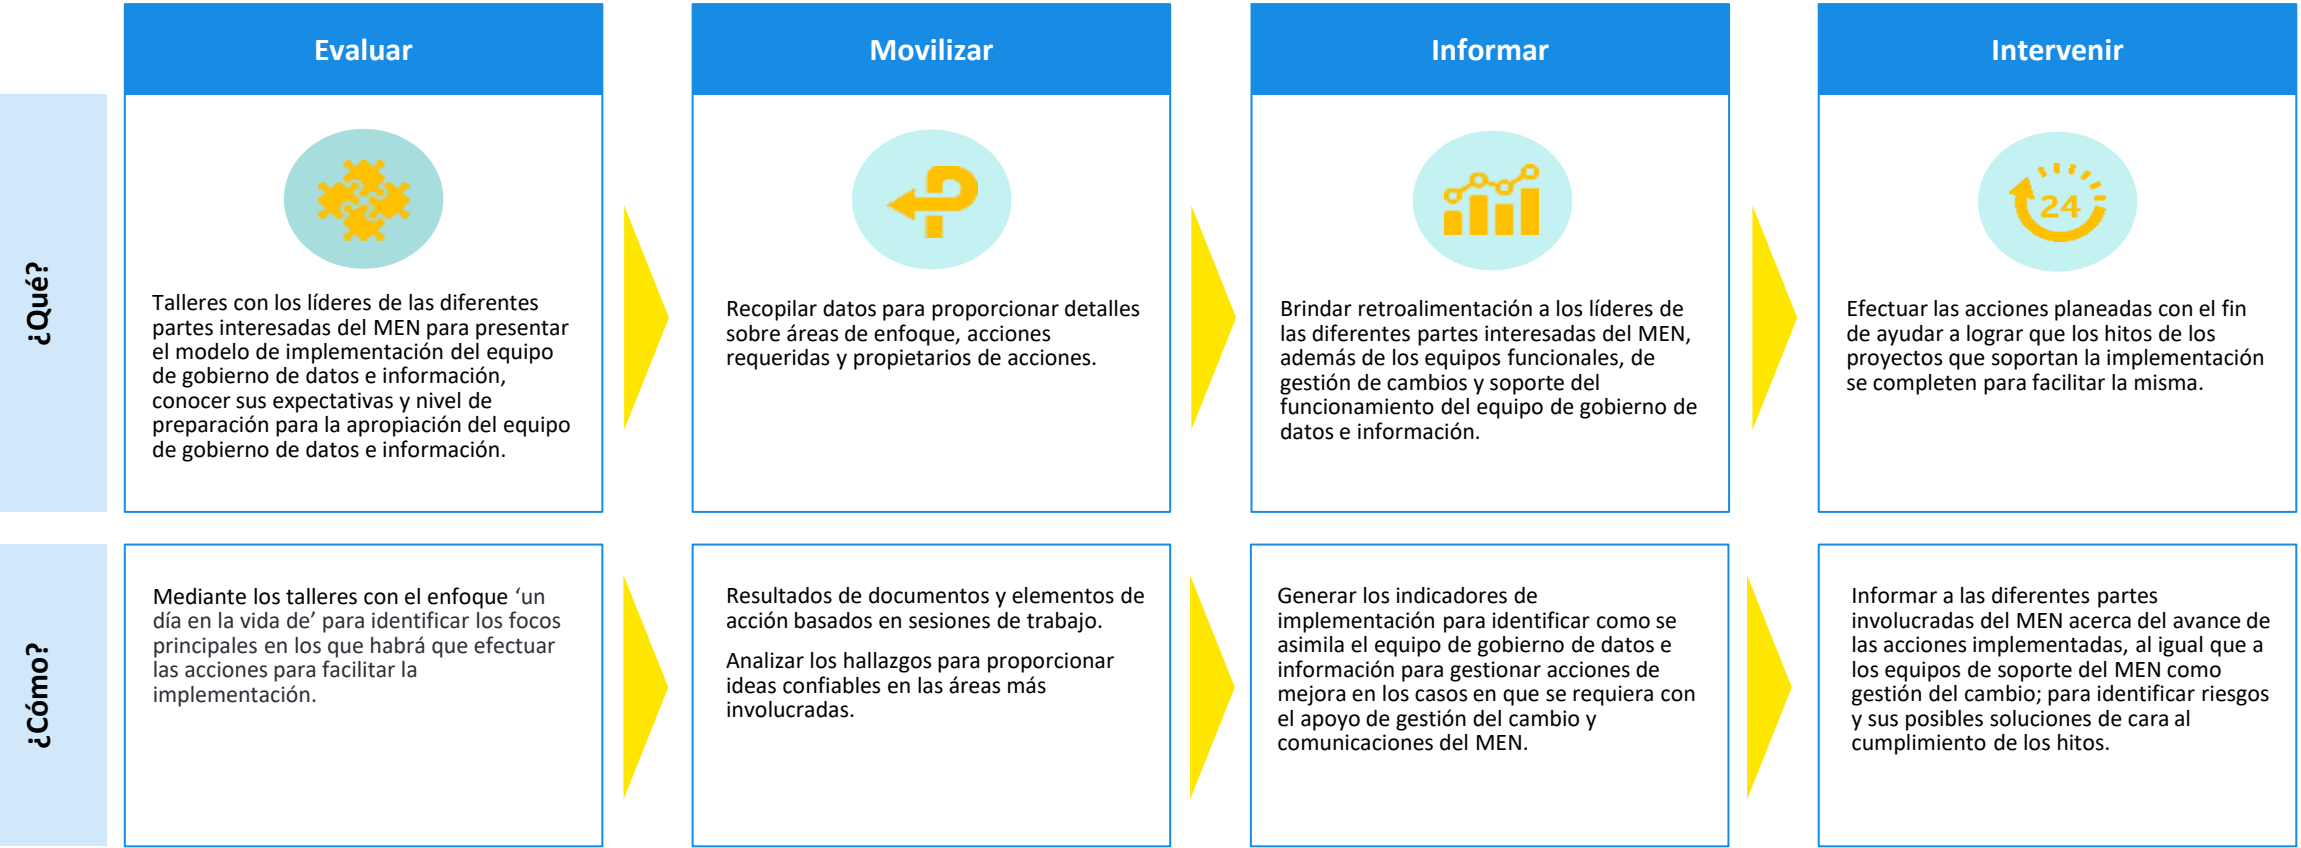 Evaluar
Movilizar
Informar
Intervenir
¿Qué?
Talleres con los líderes de las diferentes
partes interesadas del MEN para presentar
el modelo de implementación del equipo
de gobierno de datos e información,
conocer sus expectativas y nivel de
preparación para la apropiación del equipo
de gobierno de datos e información.
Recopilar datos para proporcionar detalles
sobre áreas de enfoque, acciones
requeridas y propietarios de acciones.
Brindar retroalimentación a los líderes de
las diferentes partes interesadas del MEN,
además de los equipos funcionales, de
gestión de cambios y soporte del
funcionamiento del equipo de gobierno de
datos e información.
24
Efectuar las acciones planeadas con el fin
de ayudar a lograr que los hitos de los
proyectos que soportan la implementación
se completen para facilitar la misma.
¿Cómo?
Mediante los talleres con el enfoque ‘un
día en la vida de’ para identificar los focos
principales en los que habrá que efectuar
las acciones para facilitar la
implementación.
Resultados de documentos y elementos de
acción basados en sesiones de trabajo.
Analizar los hallazgos para proporcionar
ideas confiables en las áreas más
involucradas.
Generar los indicadores de
implementación para identificar como se
asimila el equipo de gobierno de datos e
información para gestionar acciones de
mejora en los casos en que se requiera con
el apoyo de gestión del cambio y
comunicaciones del MEN.
Informar a las diferentes partes
involucradas del MEN acerca del avance de
las acciones implementadas, al igual que a
los equipos de soporte del MEN como
gestión del cambio; para identificar riesgos
y sus posibles soluciones de cara al
cumplimiento de los hitos.